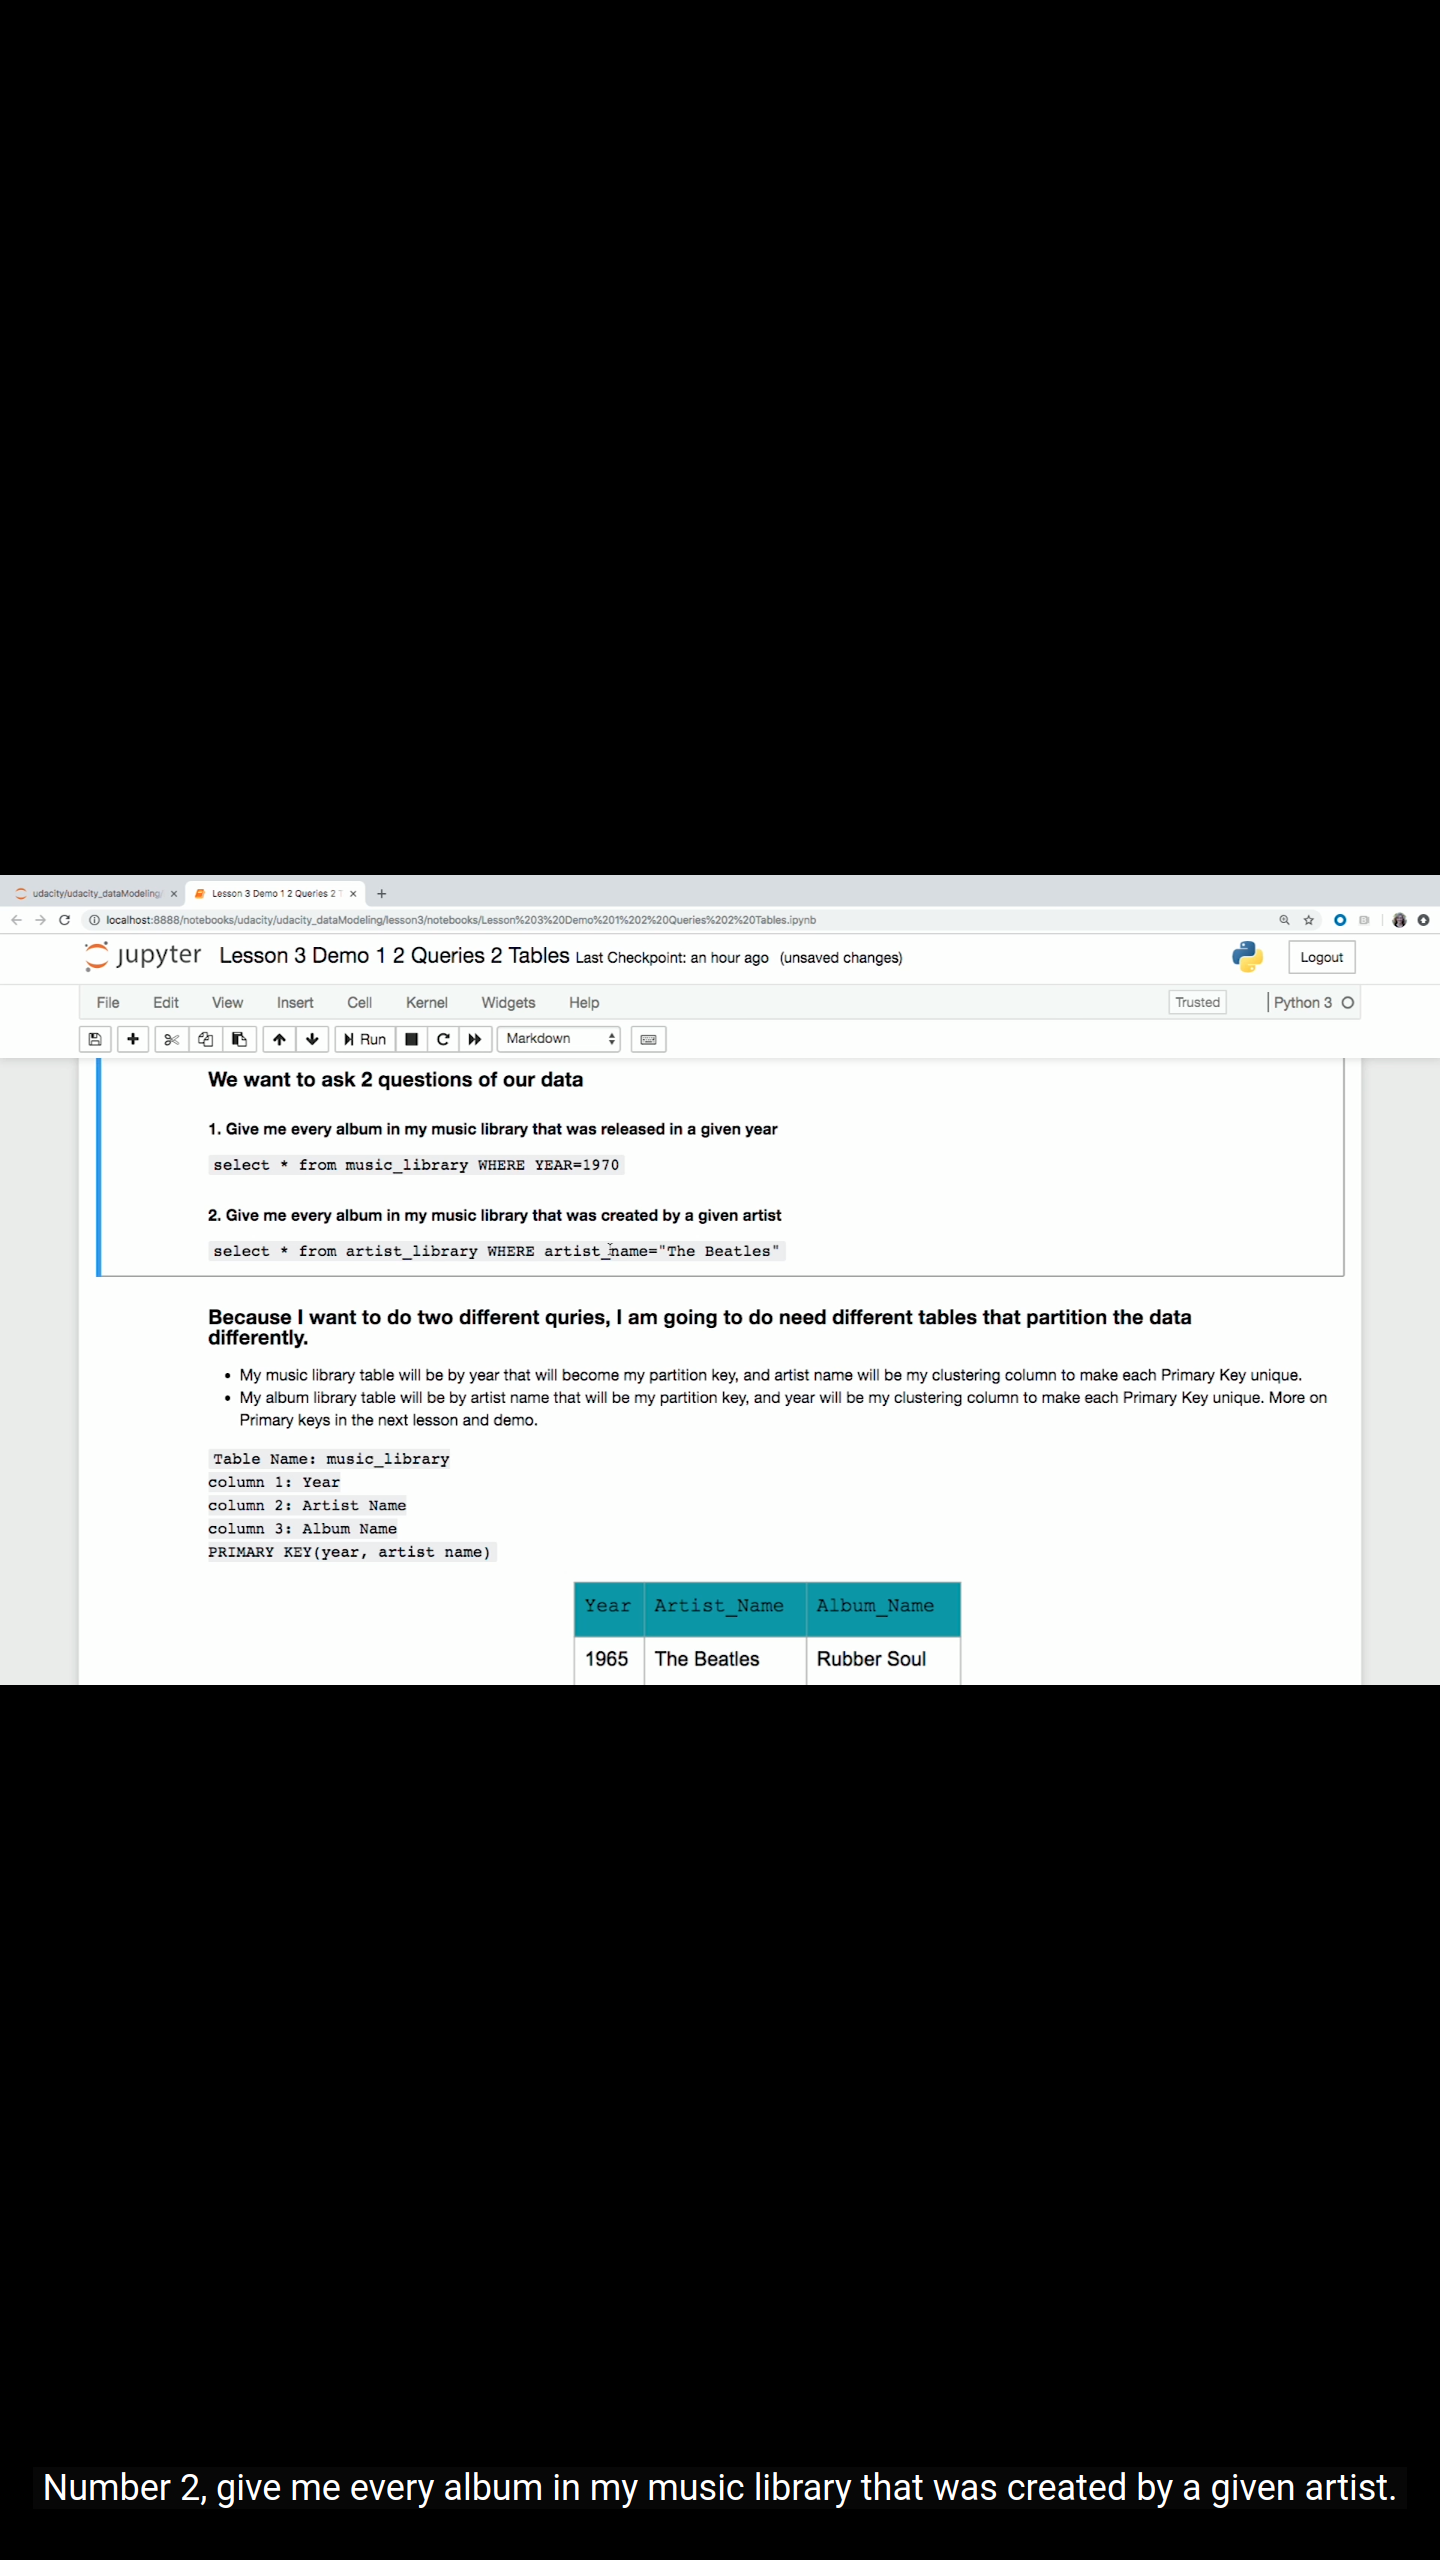 udacity/udacity_dataModeling/
Lesson 3 Demo 1 2 Queries 2 T
localhost:8888/notebooks/udacity/udacity_dataModeling/lesson3/notebooks/Lesson%203%20Demo%201%202%20Queries%202%20Tables.ipynb
jupyter Lesson 3 Demo 1 2 Queries 2 Tables Last Checkpoint: an hour ago (unsaved changes)
Logout
File Edit View Insert Cell Kernel Widgets Help Trusted Python 3
Run Markdown
We want to ask 2 questions of our data
1. Give me every album in my music library that was released in a given year
select * from music_library WHERE YEAR=1970
2. Give me every album in my music library that was created by a given artist
select * from artist_library WHERE artist_name="The Beatles"
Because I want to do two different quries, I am going to do need different tables that partition the data
differently.
• My music library table will be by year that will become my partition key, and artist name will be my clustering column to make each Primary Key unique.
• My album library table will be by artist name that will be my partition key, and year will be my clustering column to make each Primary Key unique. More on
Primary keys in the next lesson and demo.
Table Name: music_library
column 1: Year
column 2: Artist Name
column 3: Album Name
PRIMARY KEY(year, artist name)
Year Artist_Name Album_Name
1965 The Beatles Rubber Soul
Number 2, give me every album in my music library that was created by a given artist.